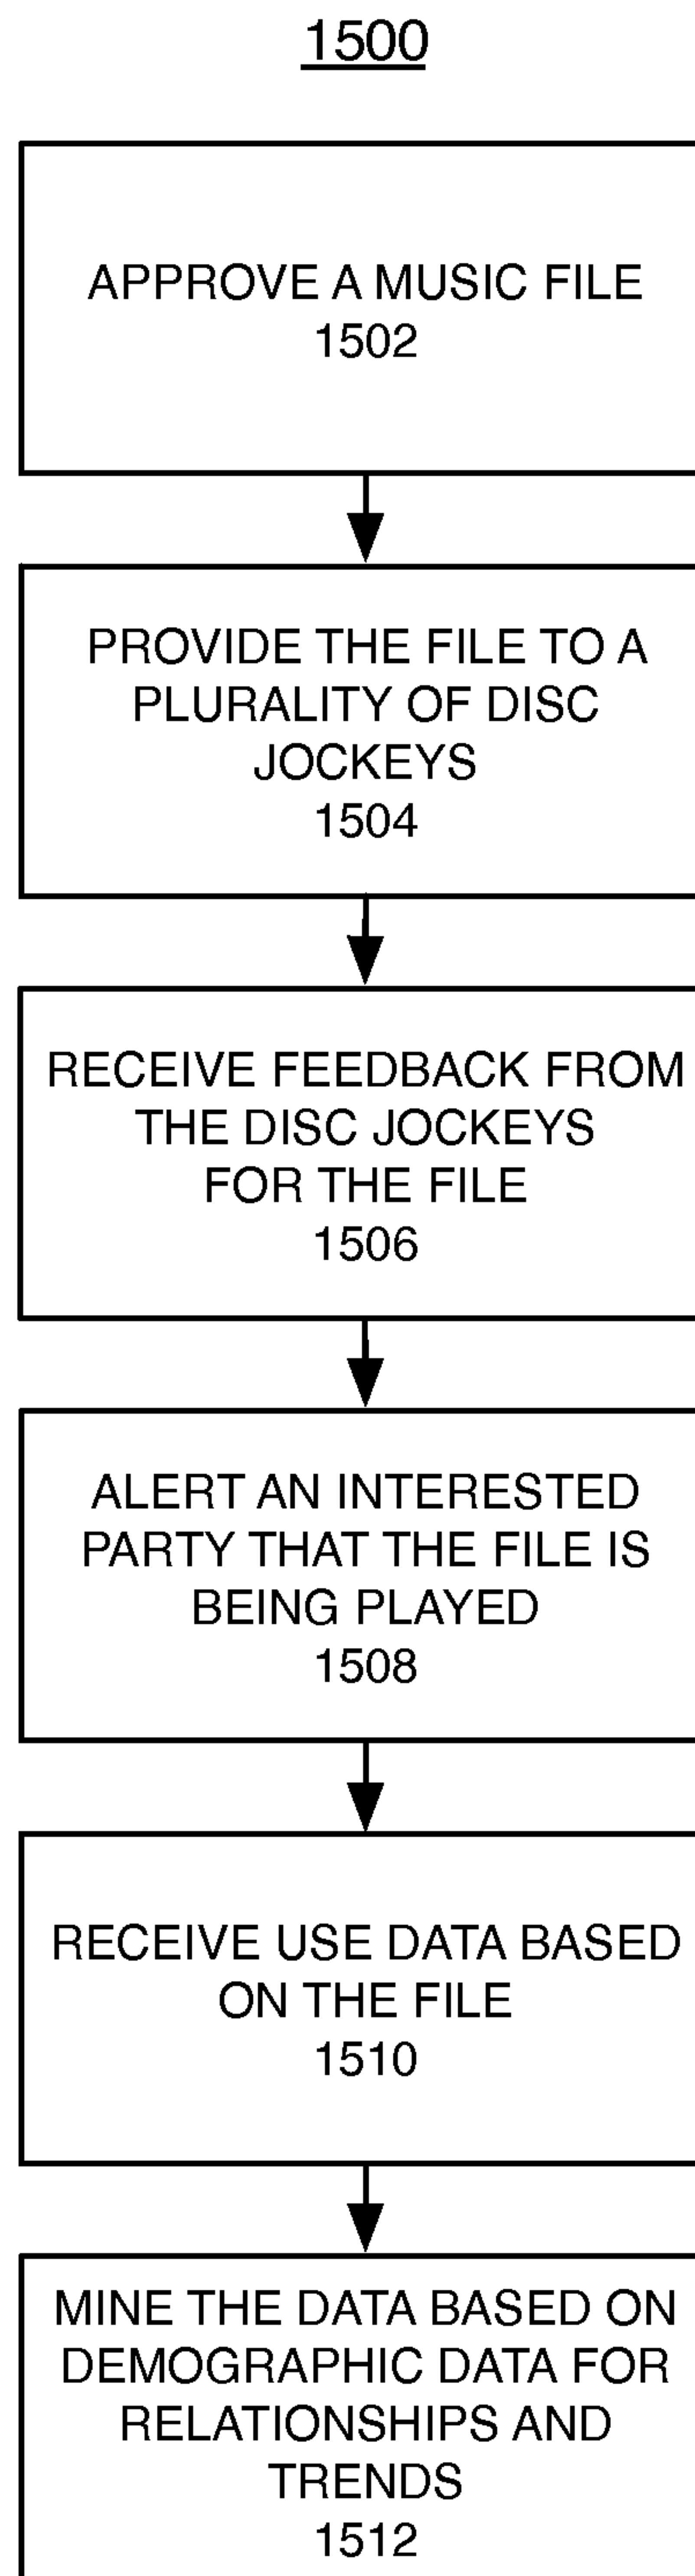 1500
APPROVE A MUSIC FILE
1502
PROVIDE THE FILE TO A
PLURALITY OF DISC
JOCKEYS
1504
RECEIVE FEEDBACK FROM
THE DISC JOCKEYS
FOR THE FILE
1506
ALERT AN INTERESTED
PARTY THAT THE FILE IS
BEING PLAYED
1508
RECEIVE USE DATA BASED
ON THE FILE
1510
MINE THE DATA BASED ON
DEMOGRAPHIC DATA FOR
RELATIONSHIPS AND
TRENDS
1512